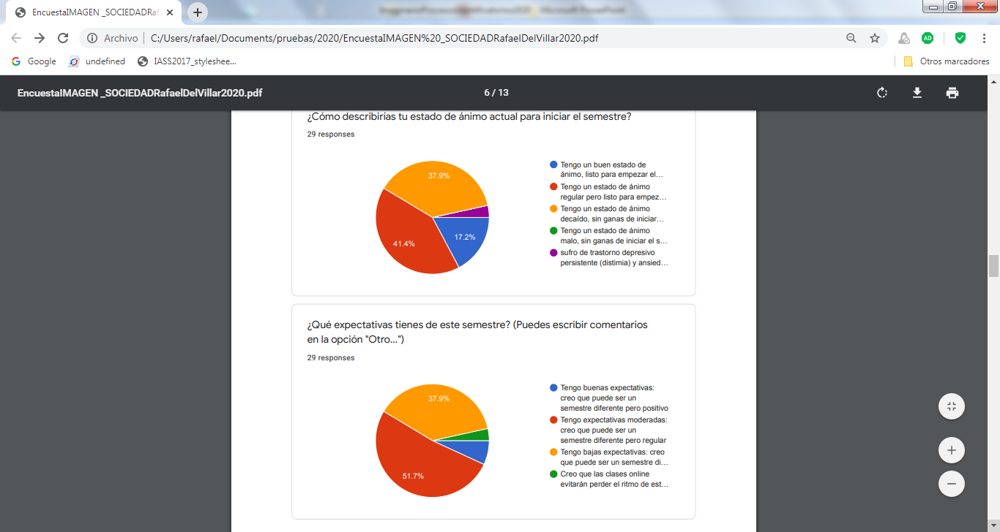 EncuestaIMAGEN _SOCIEDADRaf
Archivo
C:/Users/rafael/Documents/pruebas/2020/EncuestaIMAGEN%20_SOCIEDADRafaelDelVillar2020.pdf
AD
Google
undefined
IASS2017_styleshee...
Otros marcadores
EncuestaIMAGEN _SOCIEDADRafaelDelVillar2020.pdf
6 / 13
¿Cómo describirías tu estado de ánimo actual para iniciar el semestre?
29 responses
37.9%
41.4%
17.2%
Tengo un buen estado de
ánimo, listo para empezar el…
Tengo un estado de ánimo
regular pero listo para empez…
Tengo un estado de ánimo
decaído, sin ganas de iniciar…
Tengo un estado de ánimo
malo, sin ganas de iniciar el s…
sufro de trastorno depresivo
persistente (distimia) y ansied…
¿Qué expectativas tienes de este semestre? (Puedes escribir comentarios
en la opción "Otro...")
29 responses
37.9%
51.7%
Tengo buenas expectativas:
creo que puede ser un
semestre diferente pero positivo
Tengo expectativas moderadas:
creo que puede ser un
semestre diferente pero regular
Tengo bajas expectativas: creo
que puede ser un semestre di…
Creo que las clases online
evitarán perder el ritmo de est…